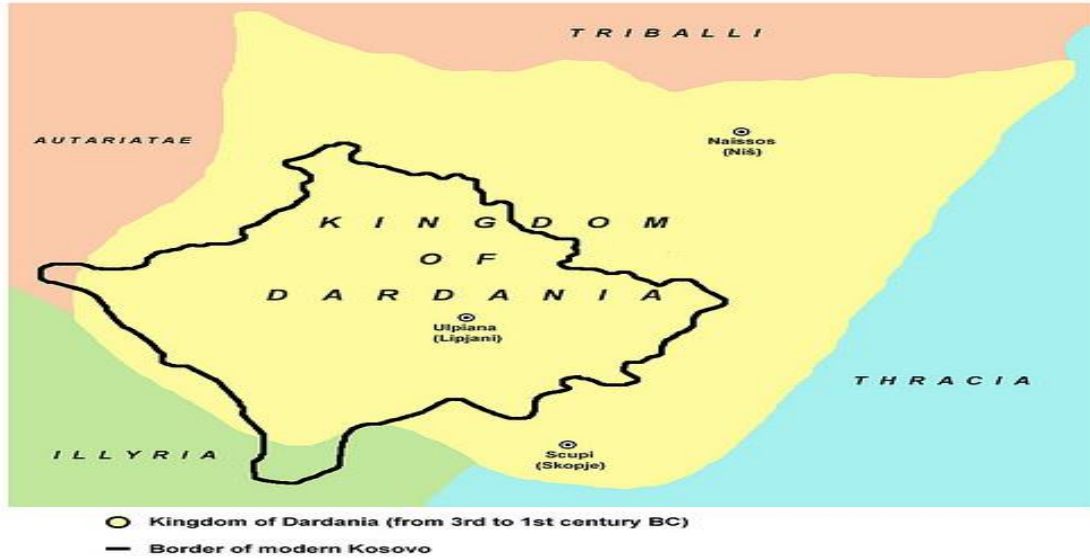 TRIBALLI
AUTARIATAE
Naissos
(Niš)
KINGDOM
OF
DARDANIA
Ulpiana
(Lipjani)
THRACIA
ILLYRIA
Scupi
(Skopje)
Kingdom of Dardania (from 3rd to 1st century BC)
Border of modern Kosovo